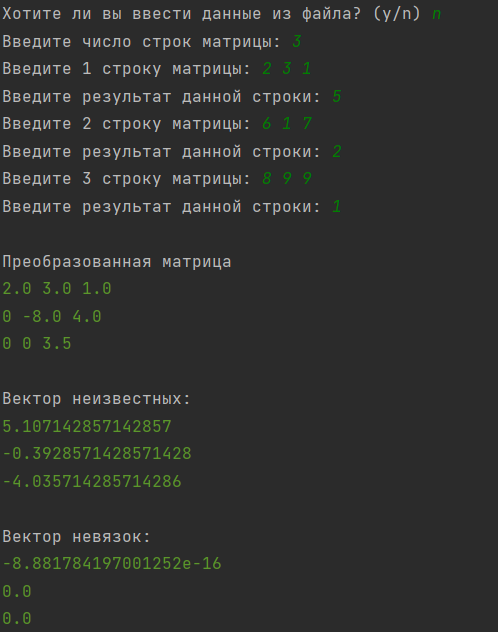 Хотите ли вы ввести данные из файла? (y/n) n
Введите число строк матрицы: 3
Введите 1 строку матрицы: 2 3 1
Введите результат данной строки: 5
Введите 2 строку матрицы: 6 1 7
Введите результат данной строки: 2
Введите 3 строку матрицы: 8 9 9
Введите результат данной строки: 1
Преобразованная матрица
2.0 3.0 1.0
0 -8.0 4.0
0 0 3.5
Вектор неизвестных:
5.107142857142857
-0.3928571428571428
-4.035714285714286
Вектор невязок:
-8.881784197001252e-16
0.0
0.0